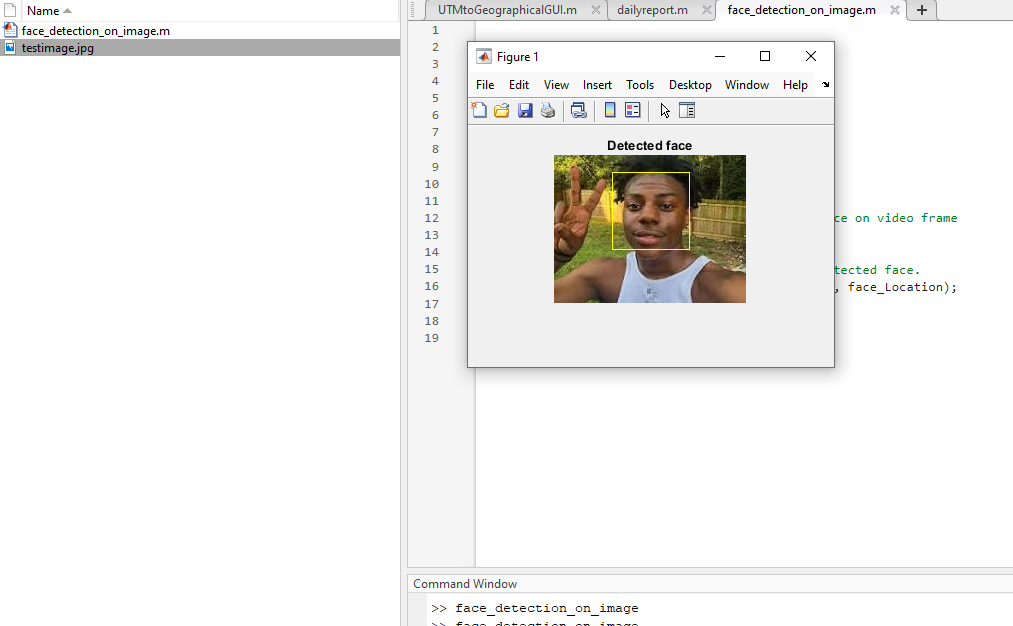 Name
face_detection_on_image.m
testimage.jpg
UTMtoGeographicalGUI.m
dailyreport.m
face_detection_on_image.m
1
2
3
4
5
6
7
8
9
10
11
12
13
14
15
16
17
18
19
Figure 1
File Edit View Insert Tools Desktop Window Help
Detected face
ce on video frame
tected face.
, face_Location);
Command Window
>> face_detection_on_image
>> face_detection_on_image